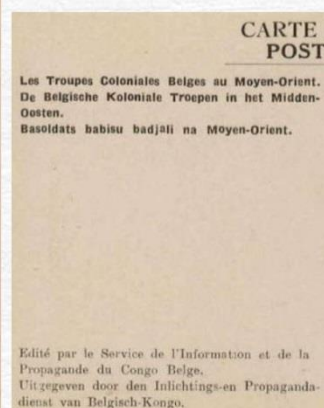 CARTE
POST
Les Troupes Coloniales Belges au Moyen-Orient.
De Belgische Koloniale Troepen in het Midden-
Oosten.
Basoldats babisu badjali na Moyen-Orient.
Edité par le Service de l'Information et de la
Propagande du Congo Belge.
Uitgegeven door den Inlichtings-en Propaganda-
dienst van Belgisch-Kongo.